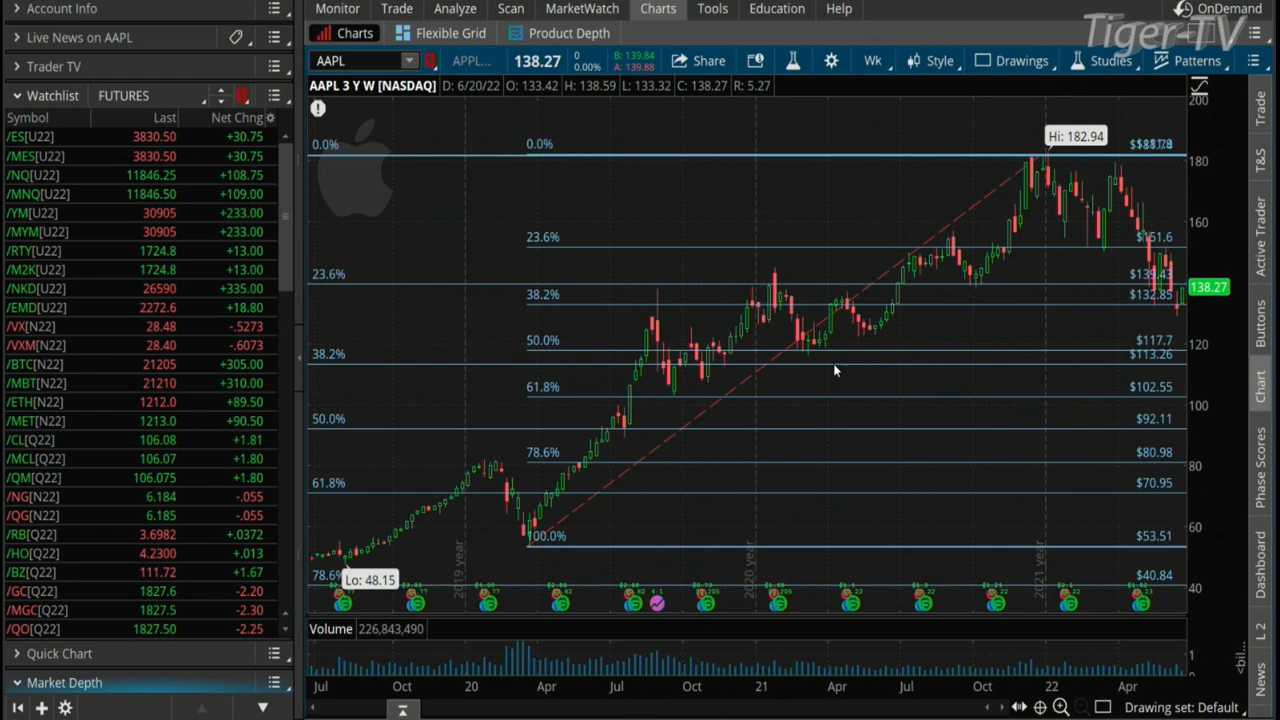 Account Info
Monitor Trade Analyze Scan MarketWatch Charts Tools Education Help OnDemand
Live News on AAPL
Charts Flexible Grid Product Depth
Tiger-TV
Trader TV
AAPL APPL... 138.27 0 0.00% B: 139.84 A: 139.88 Share Wk Style Drawings Studies Patterns
Watchlist FUTURES
AAPL 3 Y W [NASDAQ] D: 6/20/22 O: 133.42 H: 138.59 L: 133.32 C: 138.27 R: 5.27
Symbol Last Net Chng
/ES[U22] 3830.50 +30.75
/MES[U22] 3830.50 +30.75
/NQ[U22] 11846.25 +108.75
/MNQ[U22] 11846.50 +109.00
/YM[U22] 30905 +233.00
/MYM[U22] 30905 +233.00
/RTY[U22] 1724.8 +13.00
/M2K[U22] 1724.8 +13.00
/NKD[U22] 26590 +335.00
/EMD[U22] 2272.6 +18.80
/VX[N22] 28.48 -.5273
/VXM[N22] 28.40 -.6073
/BTC[N22] 21205 +305.00
/MBT[N22] 21210 +310.00
/ETH[N22] 1212.0 +89.50
/MET[N22] 1213.0 +90.50
/CL[Q22] 106.08 +1.81
/MCL[Q22] 106.07 +1.81
/QM[Q22] 106.075 +1.80
/NG[N22] 6.184 -.055
/QG[N22] 6.185 -.055
/RB[Q22] 3.6982 +.0372
/HO[Q22] 4.2300 +.013
/BZ[Q22] 111.72 +1.67
/GC[Q22] 1827.6 -2.20
/MGC[Q22] 1827.5 -2.30
/QO[Q22] 1827.50 -2.25
Quick Chart
Market Depth
200
Hi: 182.94
0.0% 0.0%
180
160
23.6% $151.6
23.6% $139.43
138.27
38.2% $132.85
50.0% $117.7
120
38.2% $113.26
61.8% $102.55
100
50.0% $92.11
78.6% $80.98
80
61.8% $70.95
60
100.0% $53.51
78.6% $40.84
Lo: 48.15
40
2019 year
2020 year
2021 year
Volume 226,843,490
1
0
<bil...
Jul Oct 20 Apr Jul Oct 21 Apr Jul Oct 22 Apr
Drawing set: Default
Trade
T&S
Active Trader
Buttons
Chart
Phase Scores
Dashboard
L 2
News